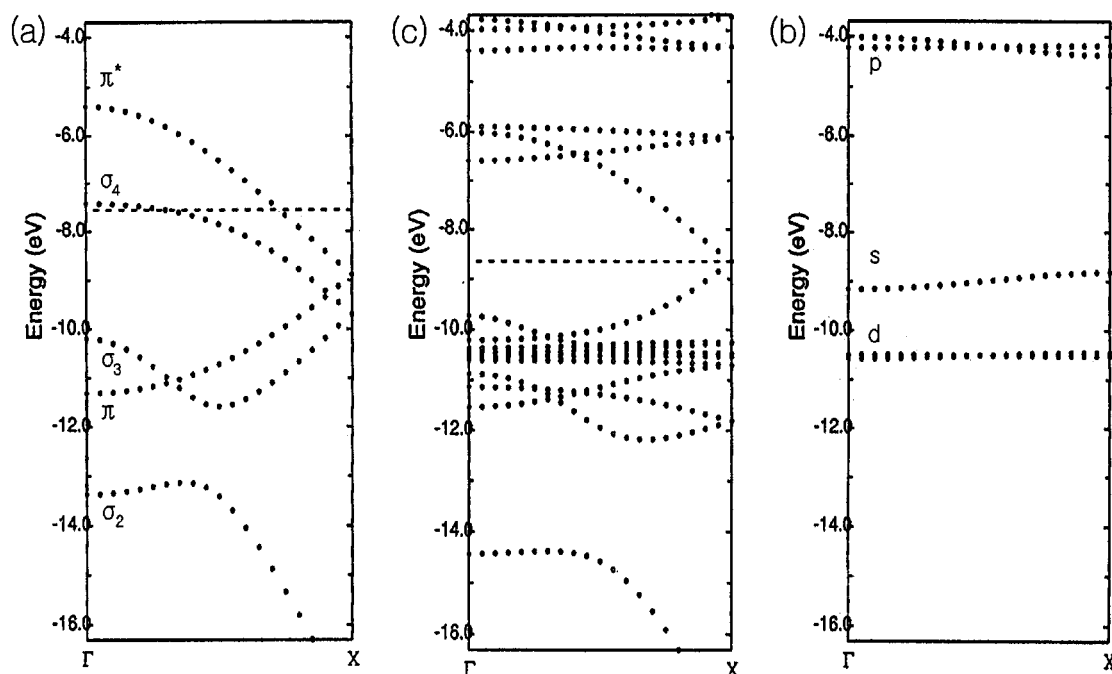 (a)
-4.0
-6.0
-8.0
-10.0
-12.0
-14.0
-16.0
Energy (eV)
π*
σ4
σ3
π
σ2
Γ
X
(c)
-4.0
-6.0
-8.0
-10.0
-12.0
-14.0
-16.0
Energy (eV)
Γ
X
(b)
-4.0
-6.0
-8.0
-10.0
-12.0
-14.0
-16.0
Energy (eV)
p
s
d
Γ
X